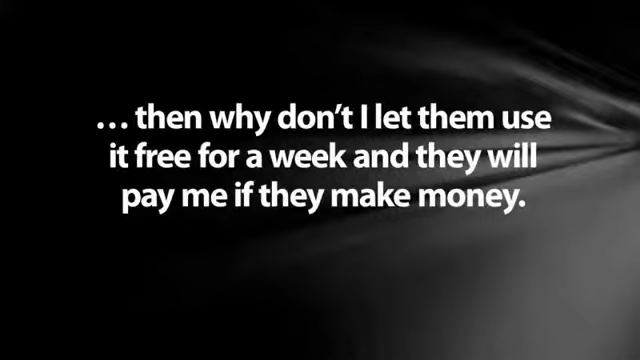 … then why don’t I let them use
it free for a week and they will
pay me if they make money.